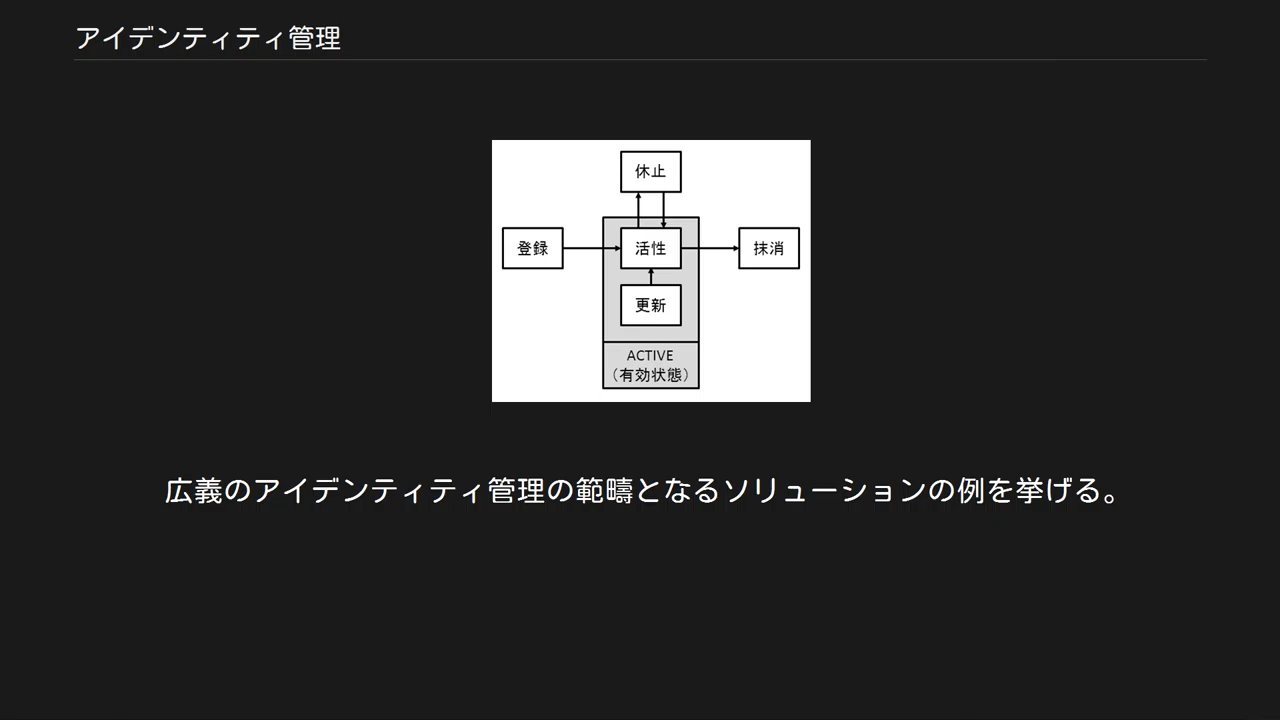 アイデンティティ管理
休止
登録
活性
抹消
更新
ACTIVE
（有効状態）
広義のアイデンティティ管理の範疇となるソリューションの例を挙げる。